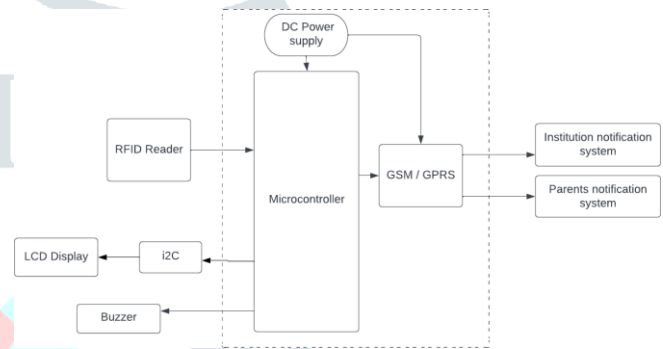 DC Power
supply
RFID Reader
Microcontroller
GSM / GPRS
Institution notification
system
Parents notification
system
LCD Display
i2C
Buzzer